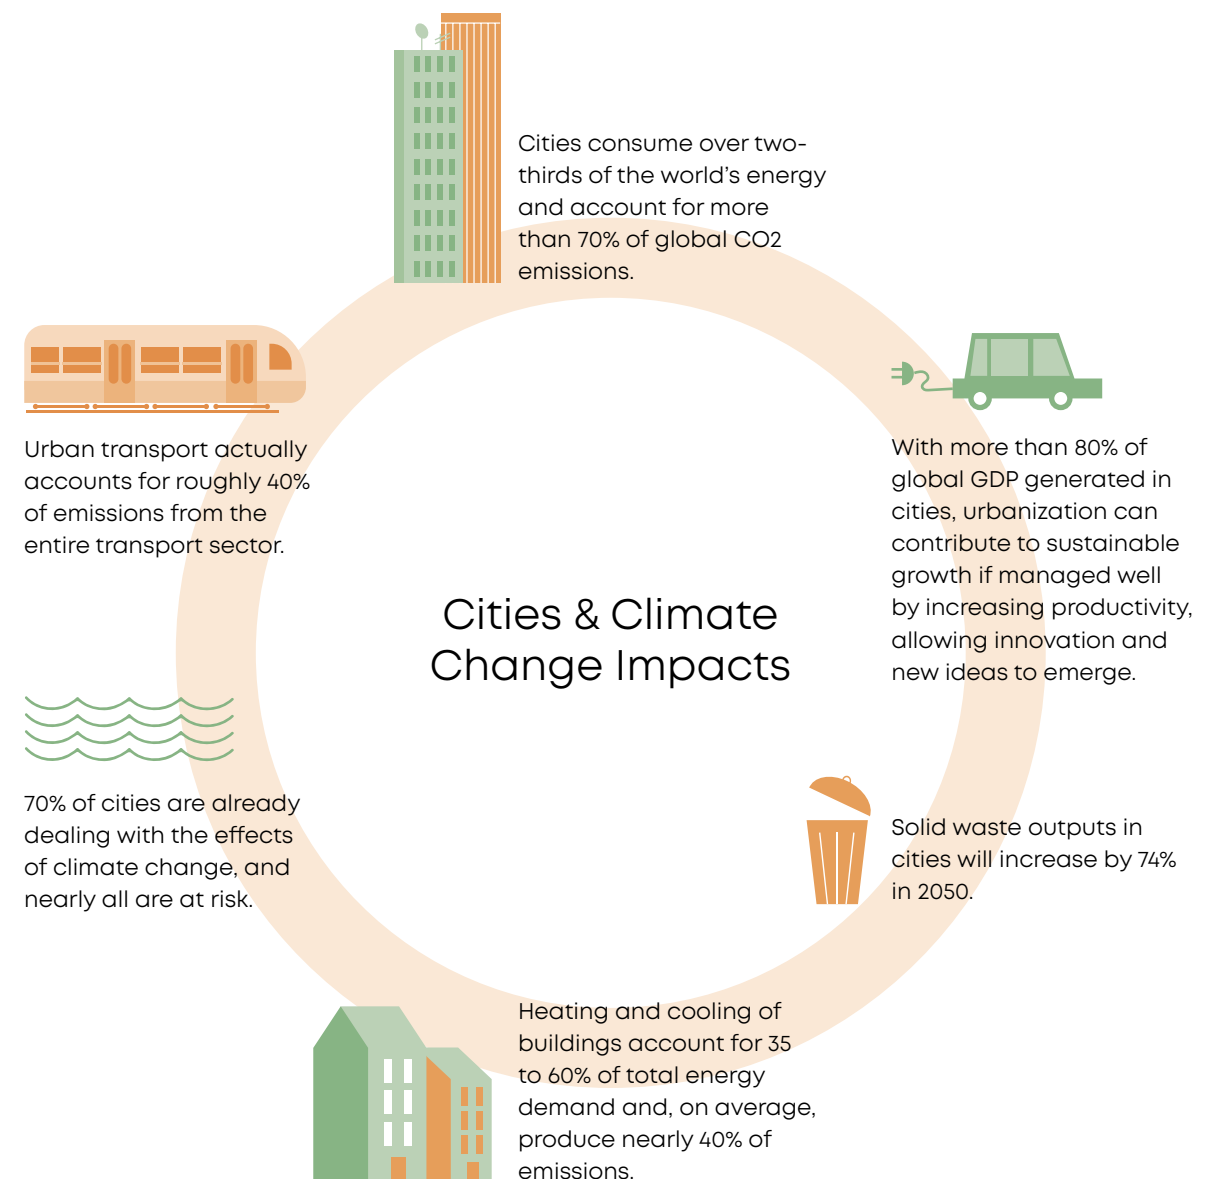 Cities consume over two-
thirds of the world’s energy
and account for more
than 70% of global CO2
emissions.
With more than 80% of
global GDP generated in
cities, urbanization can
contribute to sustainable
growth if managed well
by increasing productivity,
allowing innovation and
new ideas to emerge.
Solid waste outputs in
cities will increase by 74%
in 2050.
Heating and cooling of
buildings account for 35
to 60% of total energy
demand and, on average,
produce nearly 40% of
emissions.
70% of cities are already
dealing with the effects
of climate change, and
nearly all are at risk.
Urban transport actually
accounts for roughly 40%
of emissions from the
entire transport sector.
Cities & Climate
Change Impacts